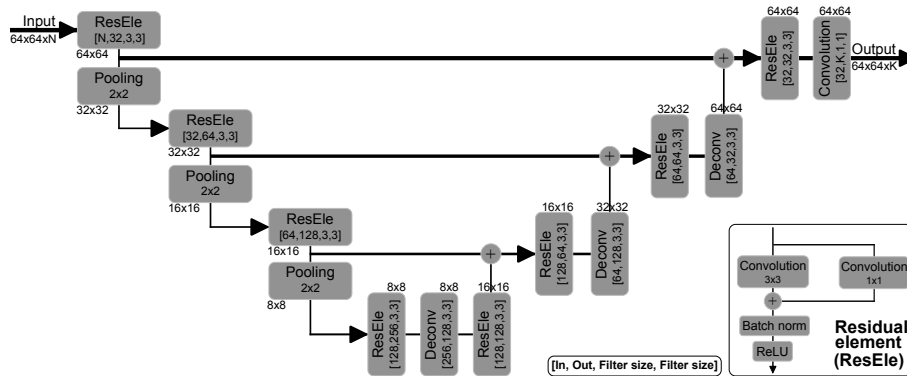 Input
64x64xN
ResEle
[N,32,3,3]
64x64
Pooling
2x2
32x32
ResEle
[32,64,3,3]
32x32
Pooling
2x2
16x16
ResEle
[64,128,3,3]
16x16
Pooling
2x2
8x8
8x8
ResEle
[128,256,3,3]
8x8
Deconv
[256,128,3,3]
16x16
ResEle
[128,128,3,3]
+
16x16
ResEle
[128,64,3,3]
32x32
Deconv
[64,128,3,3]
+
32x32
ResEle
[64,64,3,3]
64x64
Deconv
[64,32,3,3]
+
64x64
ResEle
[32,32,3,3]
64x64
Convolution
[32,K,1,1]
Output
64x64xK
[In, Out, Filter size, Filter size]
Convolution
3x3
Convolution
1x1
+
Batch norm
ReLU
Residual
element
(ResEle)